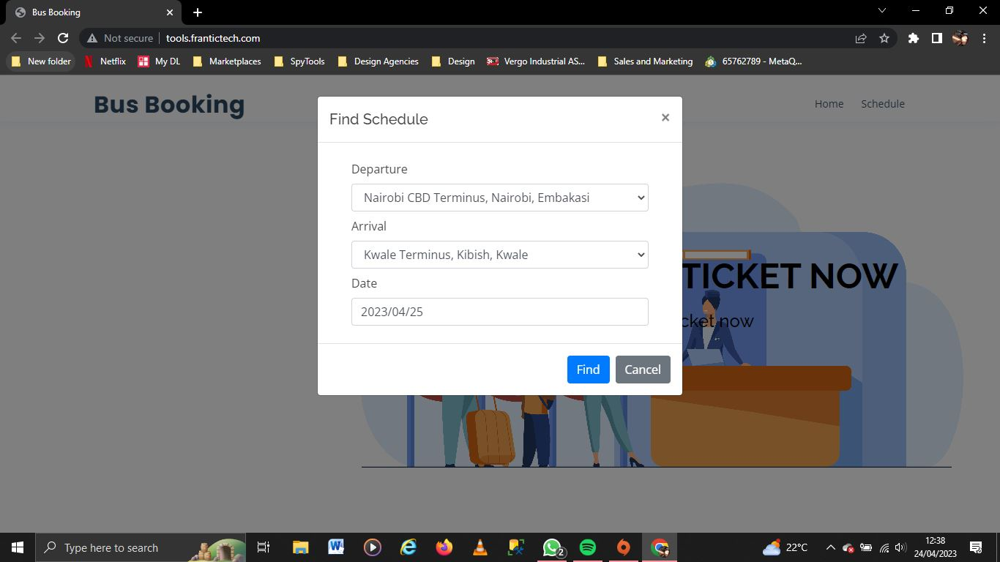 Bus Booking
Not secure
tools.frantictech.com
New folder
Netflix
My DL
Marketplaces
SpyTools
Design Agencies
Design
Vergo Industrial AS...
Sales and Marketing
65762789 - MetaQ...
Bus Booking
Home
Schedule
Find Schedule
×
Departure
Nairobi CBD Terminus, Nairobi, Embakasi
Arrival
Kwale Terminus, Kibish, Kwale
Date
2023/04/25
Find
Cancel
TICKET NOW
cket now
Type here to search
2
22°C
12:38
24/04/2023